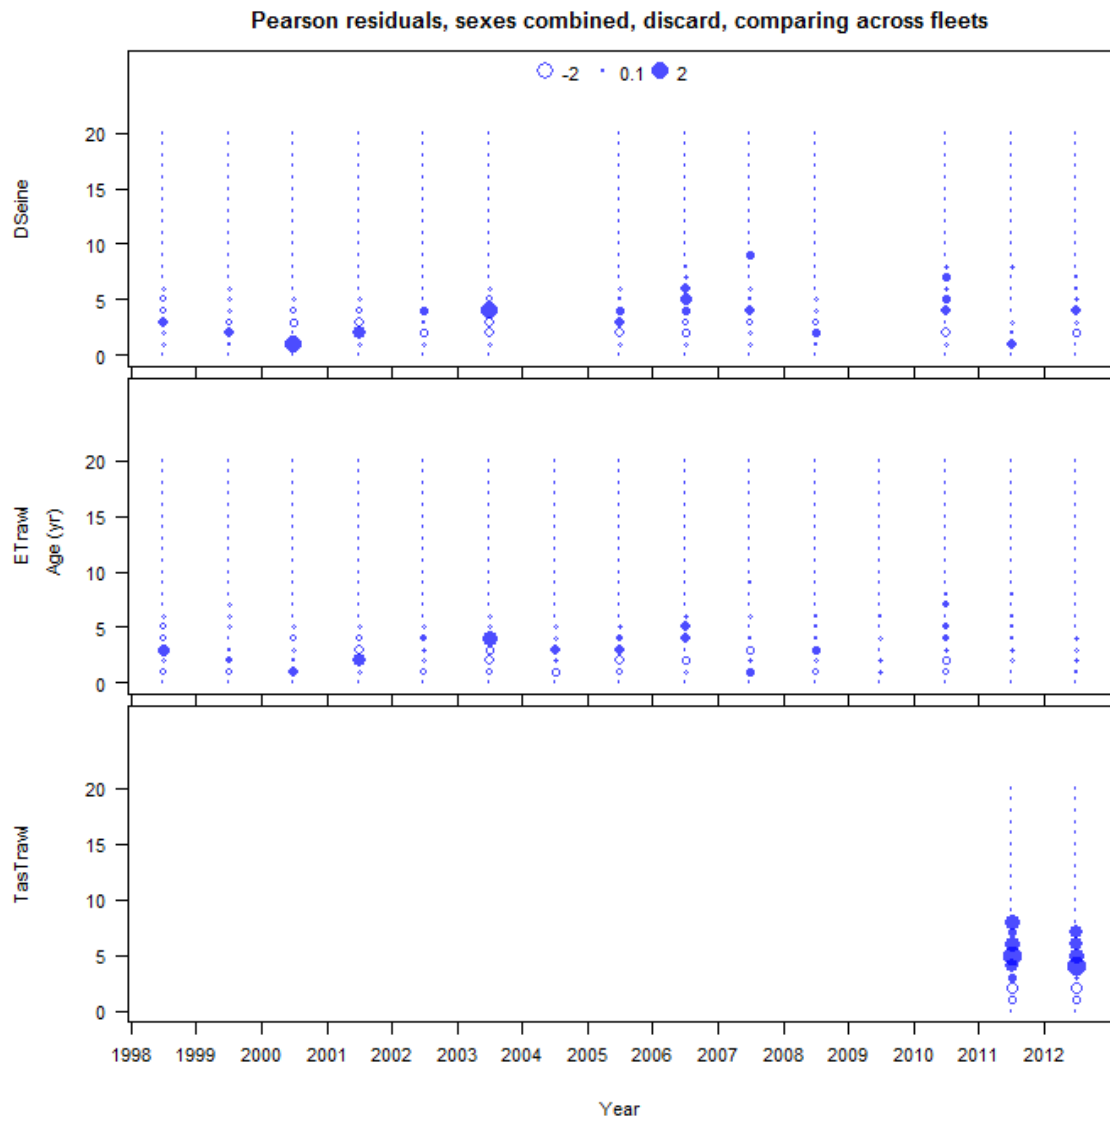 Pearson residuals, sexes combined, discard, comparing across fleets
-2 0.1 2
DSeine
20
15
10
5
0
ETrawl
Age (yr)
20
15
10
5
0
TasTrawl
20
15
10
5
0
1998 1999 2000 2001 2002 2003 2004 2005 2006 2007 2008 2009 2010 2011 2012
Year